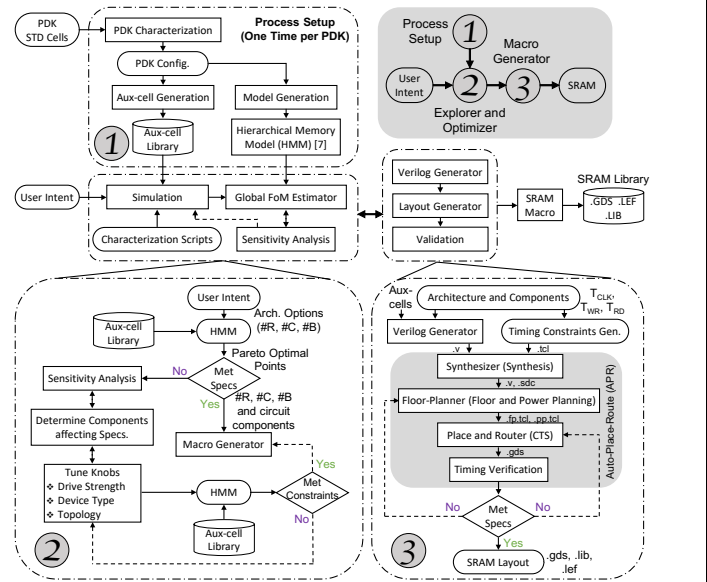 PDK
STD Cells
PDK Characterization
Process Setup
(One Time per PDK)
PDK Config.
Aux-cell Generation
Model Generation
1
Aux-cell
Library
Hierarchical Memory
Model (HMM) [7]
Process
Setup
1
Macro
Generator
User
Intent
2
3
SRAM
Explorer and
Optimizer
User Intent
Simulation
Global FoM Estimator
Characterization Scripts
Sensitivity Analysis
Verilog Generator
Layout Generator
Validation
SRAM
Macro
SRAM Library
.GDS .LEF
.LIB
User Intent
Arch. Options
(#R, #C, #B)
Aux-cell
Library
HMM
Pareto Optimal
Points
Sensitivity Analysis
No
Met
Specs
Yes
#R, #C, #B
and circuit
components
Determine Components
affecting Specs.
Macro Generator
Yes
Tune Knobs
❖ Drive Strength
❖ Device Type
❖ Topology
HMM
Met
Constraints
No
Aux-cell
Library
2
Aux-
cells
Architecture and Components
TCLK,
TWR, TRD
Verilog Generator
Timing Constraints Gen.
.v
.tcl
Synthesizer (Synthesis)
.v, .sdc
Floor-Planner (Floor and Power Planning)
.fp.tcl, .pp.tcl
Place and Router (CTS)
.gds
Timing Verification
Auto-Place-Route (APR)
No
Met
Specs
No
Yes
3
SRAM Layout
.gds, .lib,
.lef